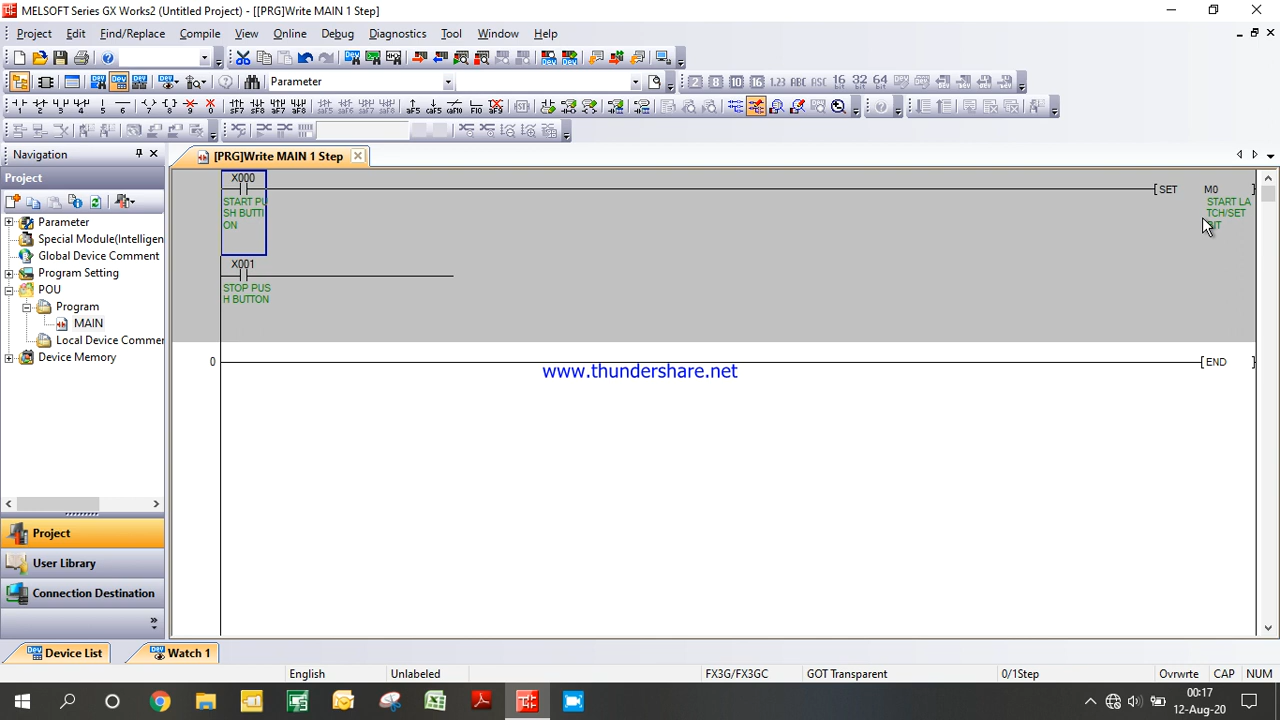 MELSOFT Series GX Works2 (Untitled Project) - [[PRG]Write MAIN 1 Step]
Project Edit Find/Replace Compile View Online Debug Diagnostics Tool Window Help
Parameter
Navigation
[PRG]Write MAIN 1 Step
Project
Parameter
Special Module(Intelligen
Global Device Comment
Program Setting
POU
Program
MAIN
Local Device Commer
Device Memory
X000
START PU
SH BUTTI
ON
SET M0
START LA
TCH/SET
BIT
X001
STOP PUS
H BUTTON
0
END
www.thundershare.net
Project
User Library
Connection Destination
Device List
Watch 1
English
Unlabeled
FX3G/FX3GC
GOT Transparent
0/1Step
Ovrwrte
CAP
NUM
00:17
12-Aug-20